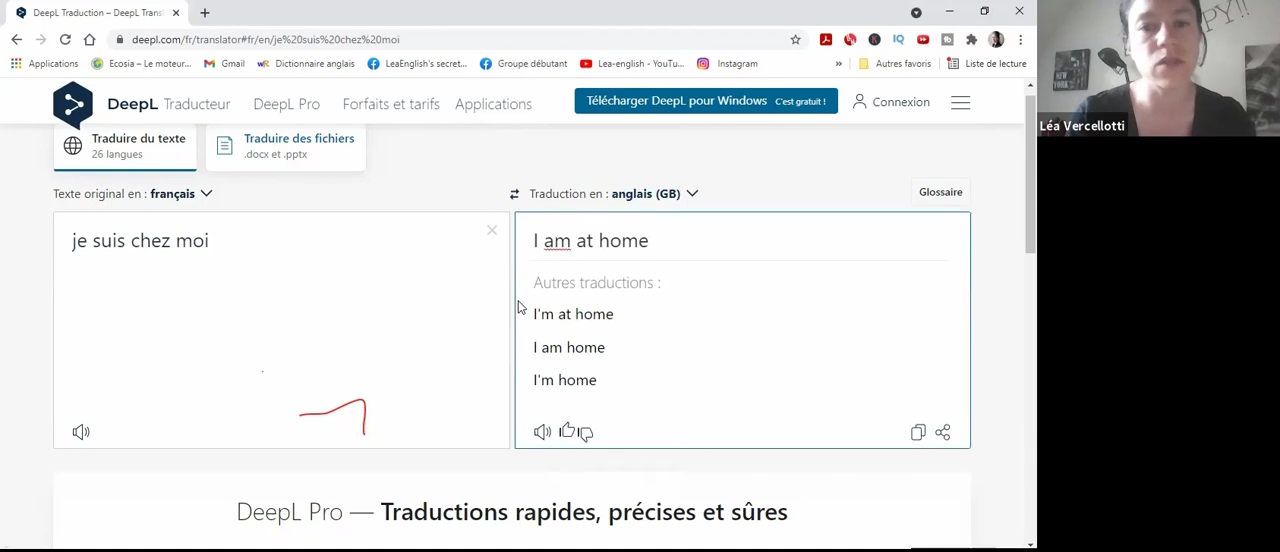 DeepL Traduction – DeepL Trans
deepl.com/fr/translator#fr/en/je%20suis%20chez%20moi
Applications
Ecosia - Le moteur...
Gmail
Dictionnaire anglais
LeaEnglish's secret...
Groupe débutant
Lea-english - YouTu...
Instagram
»
Autres favoris
Liste de lecture
DeepL Traducteur
DeepL Pro
Forfaits et tarifs
Applications
Télécharger DeepL pour Windows C'est gratuit !
Connexion
Léa Vercellotti
NEW YORK
PY!!
Traduire du texte
26 langues
Traduire des fichiers
.docx et .pptx
Texte original en : français
Traduction en : anglais (GB)
Glossaire
je suis chez moi
I am at home
Autres traductions :
I'm at home
I am home
I'm home
DeepL Pro — Traductions rapides, précises et sûres